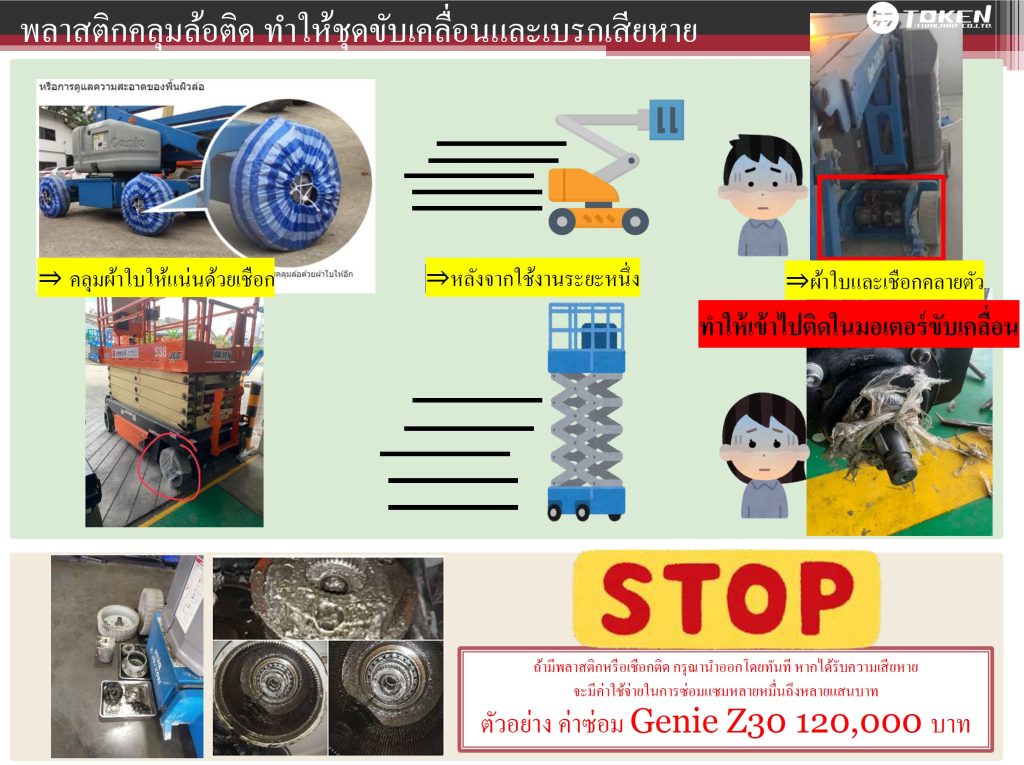 พลาสติกคลุมล้อติด ทำให้ชุดขับเคลื่อนและเบรกเสียหาย
TOKEN
THAILAND CO.,LTD.
หรือการดูแลความสะอาดของพื้นผิวล้อ
Genie
คลุมล้อด้วยผ้าใบให้อีก
⇒ คลุมผ้าใบให้แน่นด้วยเชือก
⇒หลังจากใช้งานระยะหนึ่ง
⇒ผ้าใบและเชือกคลายตัว
ทำให้เข้าไปติดในมอเตอร์ขับเคลื่อน
538
JLG
STOP
ถ้ามีพลาสติกหรือเชือกติด กรุณานำออกโดยทันที หากได้รับความเสียหาย
จะมีค่าใช้จ่ายในการซ่อมแซมหลายหมื่นถึงหลายแสนบาท
ตัวอย่าง ค่าซ่อม Genie Z30 120,000 บาท